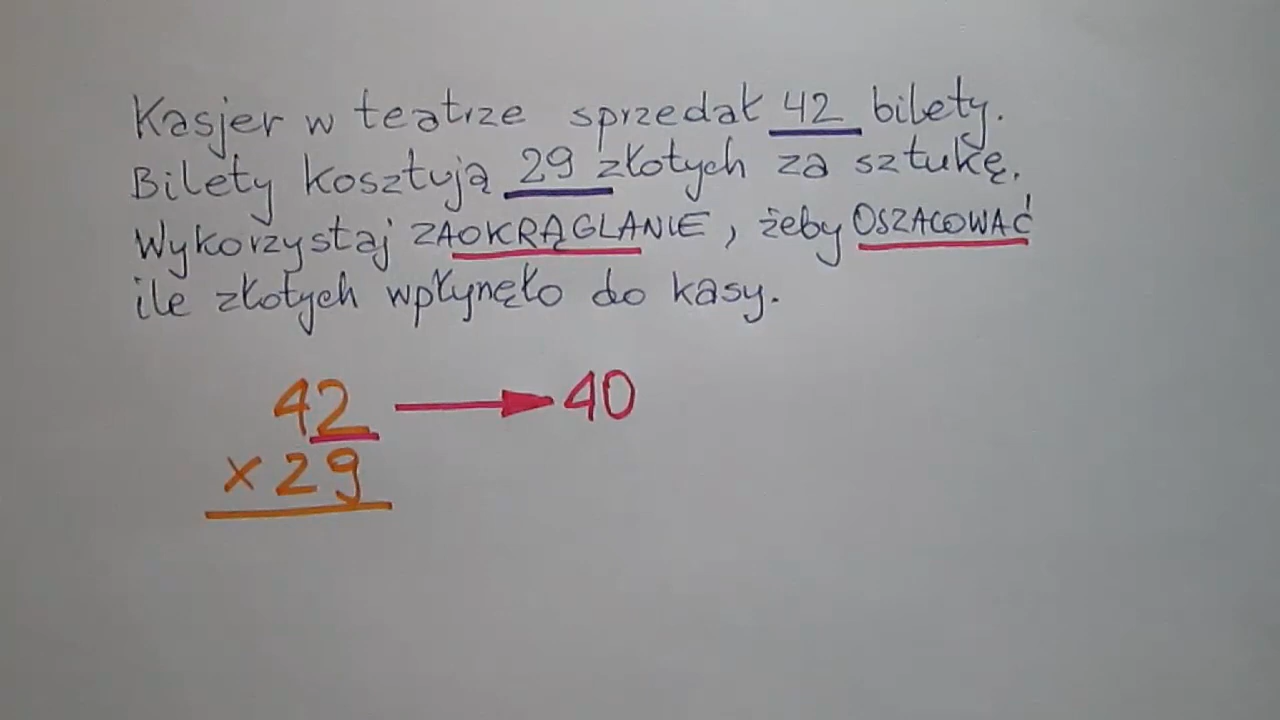 Kasjer w teatrze sprzedał 42 bilety.
Bilety kosztują 29 złotych za sztukę.
Wykorzystaj ZAOKRĄGLANIE, żeby OSZACOWAĆ
ile złotych wpłynęło do kasy.
42 → 40
× 29